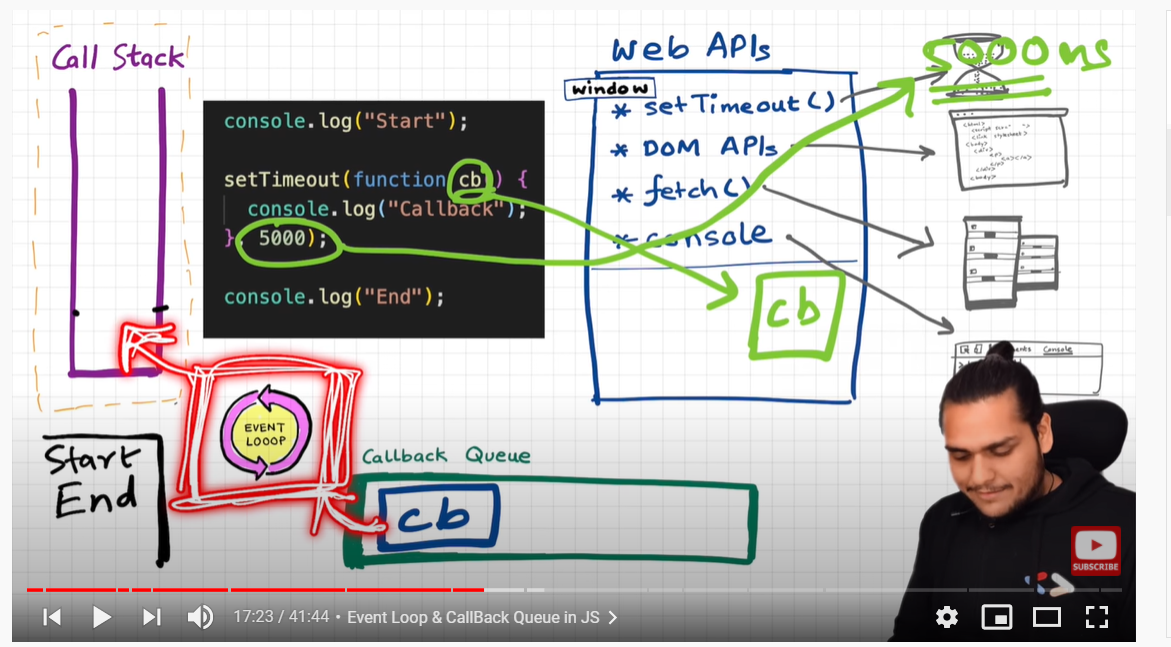 Call Stack
console.log("Start");
setTimeout(function cb() {
console.log("Callback");
}, 5000);
console.log("End");
Web APIs
window
* setTimeout()
* DOM APIs
* fetch()
* console
cb
5000 ms
Console
EVENT
LOOOP
Start
End
Callback Queue
cb
SUBSCRIBE
17:23 / 41:44 • Event Loop & CallBack Queue in JS >